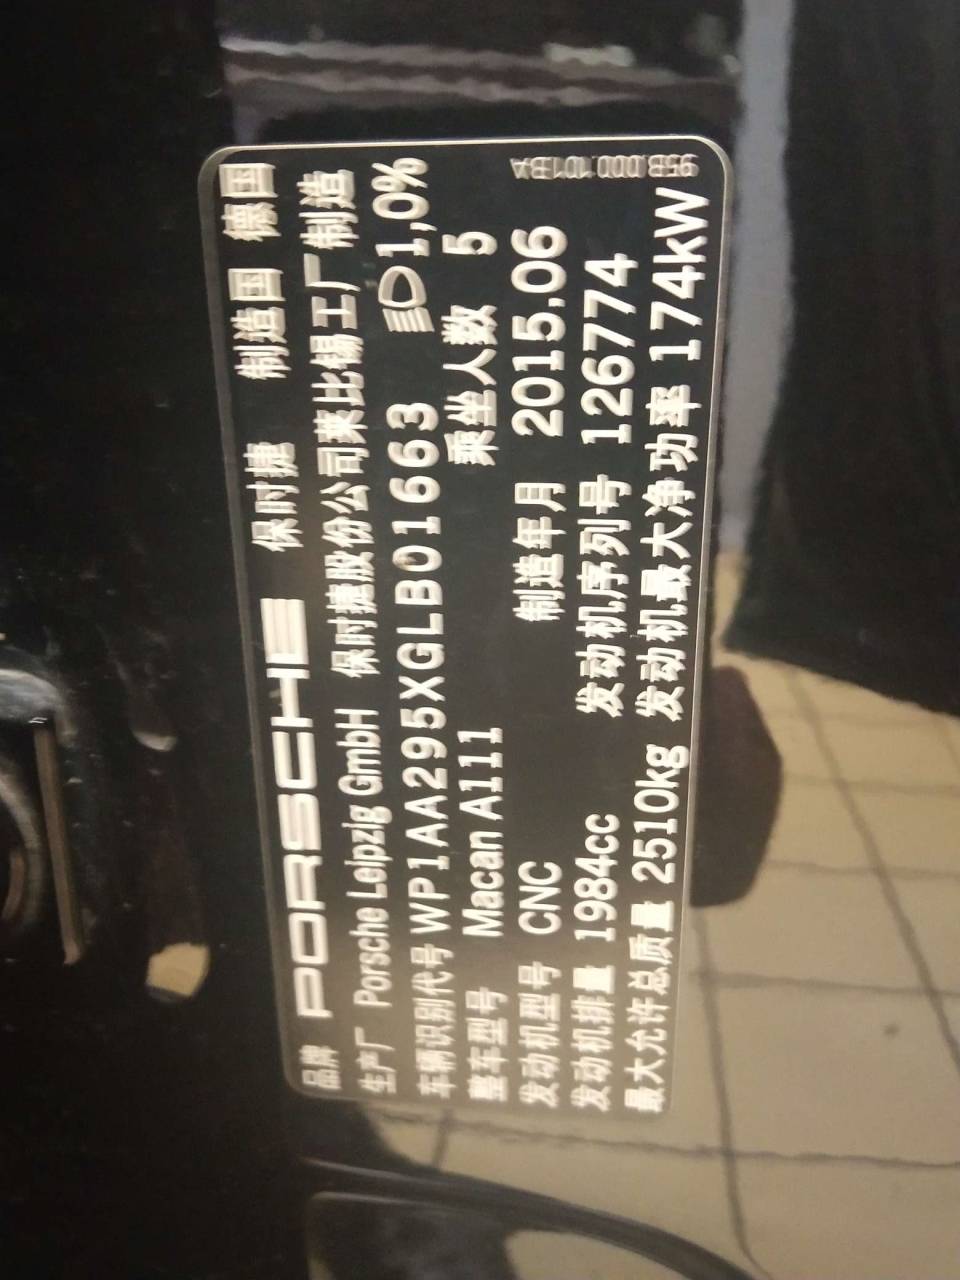 品牌 PORSCHE 保时捷 制造国 德国
生产厂 Porsche Leipzig GmbH 保时捷股份公司莱比锡工厂制造
车辆识别代号 WP1AA295XGLB01663 1,0%
整车型号 Macan A111 乘坐人数 5
发动机型号 CNC 制造年月 2015.06
发动机排量 1984cc 发动机序列号 126774
最大允许总质量 2510kg 发动机最大净功率 174kW
95B.000.101.BA